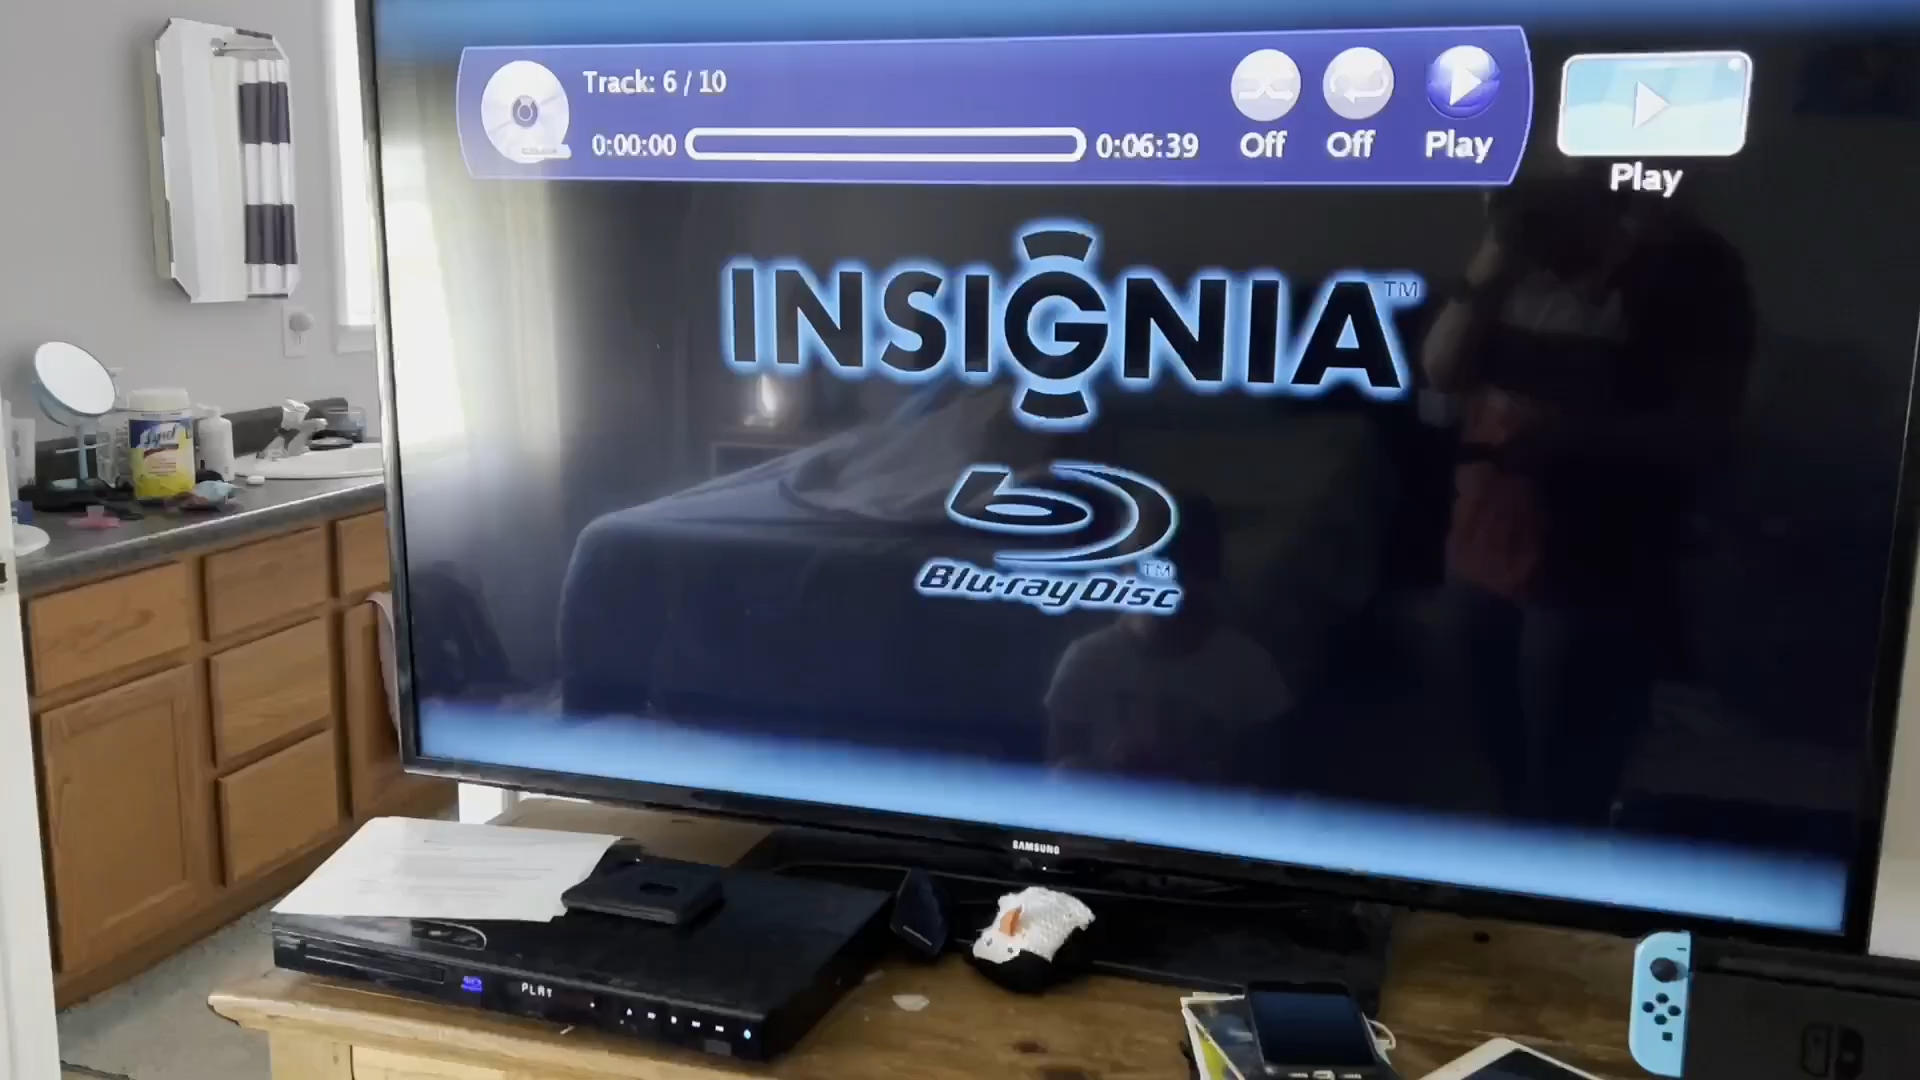 Track: 6 / 10
0:00:00
0:06:39
Off
Off
Play
Play
INSIGNIA™
Blu-ray Disc™
Lysol
SAMSUNG
PLAY